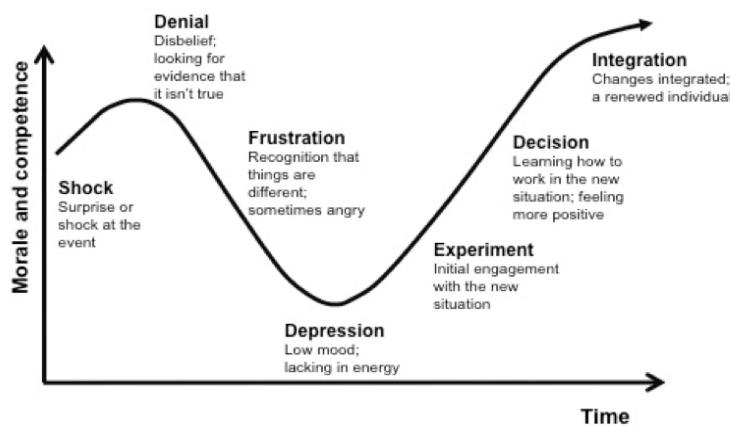 Denial
Disbelief;
looking for
evidence that
it isn't true
Integration
Changes integrated;
a renewed individual
Frustration
Recognition that
things are
different;
sometimes angry
Decision
Learning how to
work in the new
situation; feeling
more positive
Shock
Surprise or
shock at the
event
Experiment
Initial engagement
with the new
situation
Depression
Low mood;
lacking in energy
Morale and competence
Time